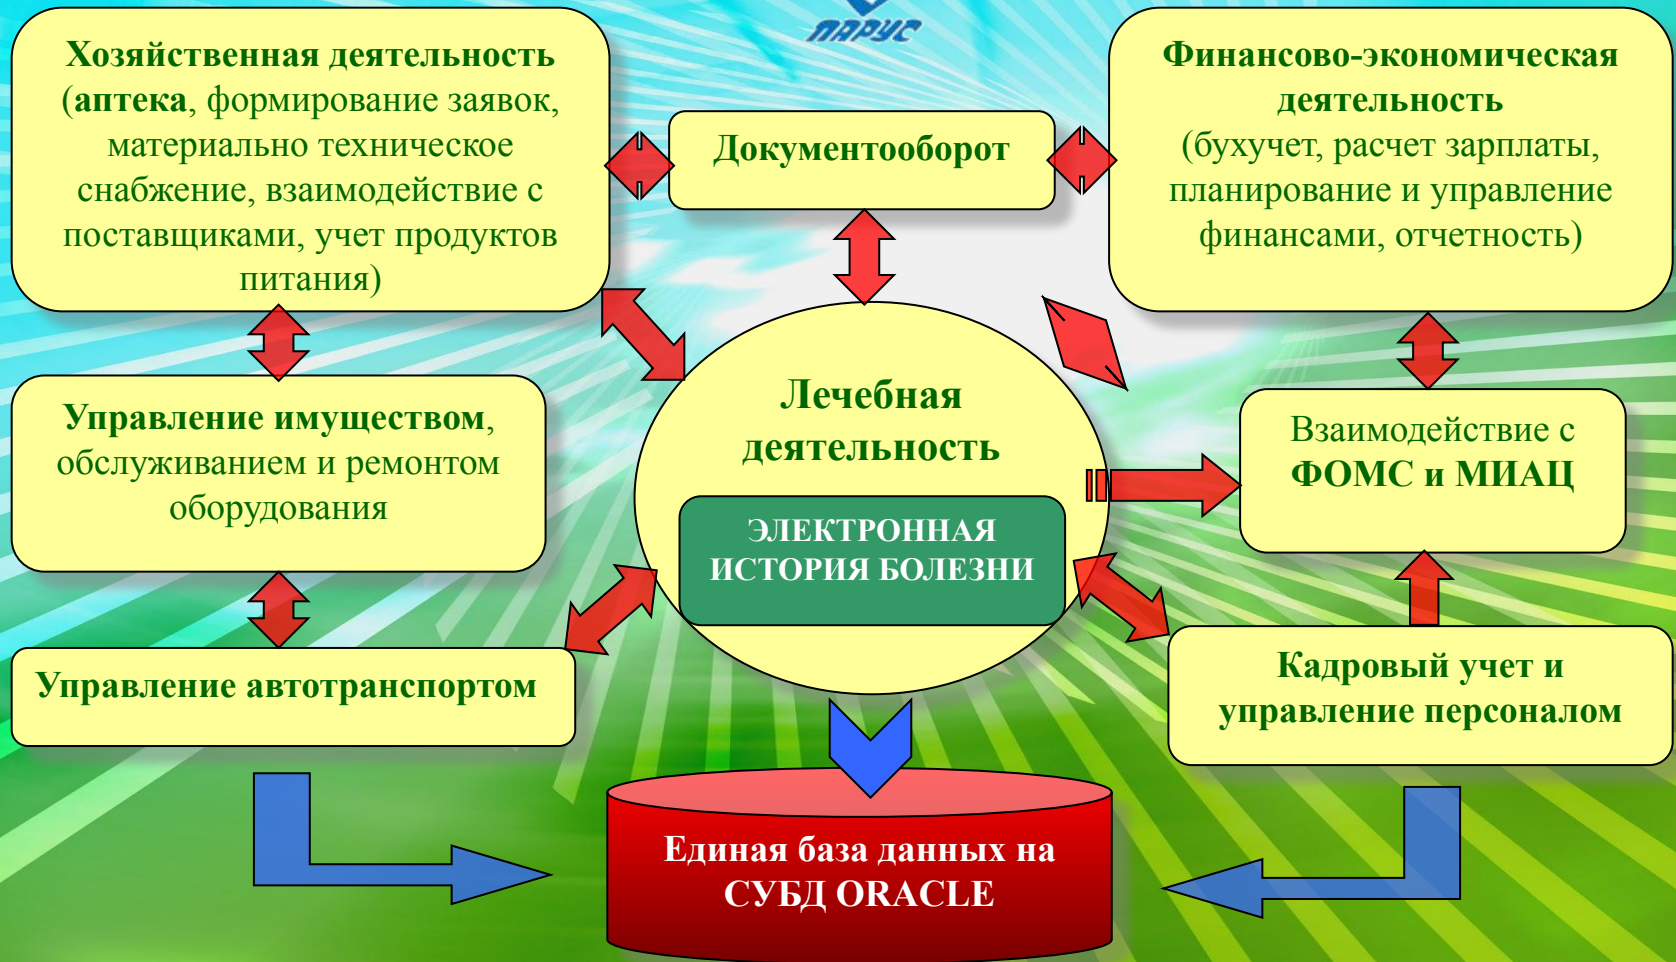 ПАРУС
Хозяйственная деятельность
(аптека, формирование заявок,
материально техническое
снабжение, взаимодействие с
поставщиками, учет продуктов
питания)
Документооборот
Финансово-экономическая
деятельность
(бухучет, расчет зарплаты,
планирование и управление
финансами, отчетность)
Управление имуществом,
обслуживанием и ремонтом
оборудования
Лечебная
деятельность
ЭЛЕКТРОННАЯ
ИСТОРИЯ БОЛЕЗНИ
Взаимодействие с
ФОМС и МИАЦ
Управление автотранспортом
Кадровый учет и
управление персоналом
Единая база данных на
СУБД ORACLE